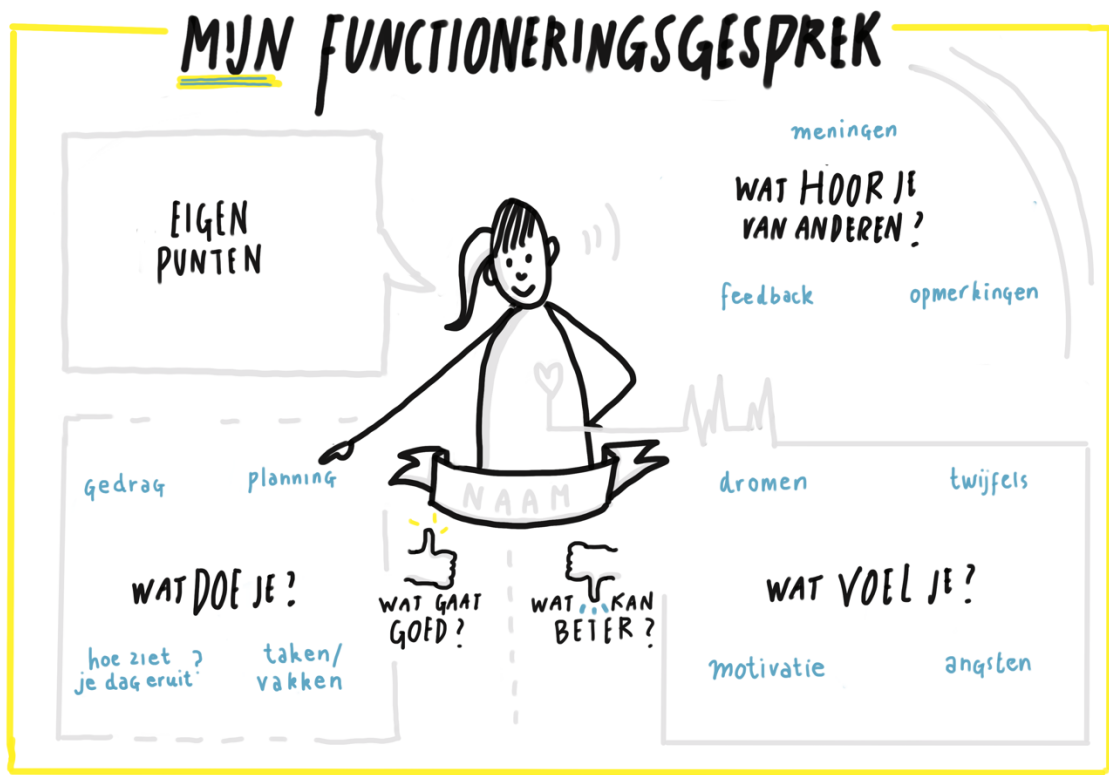 MIJN FUNCTIONERINGSGESPREK
EIGEN
PUNTEN
meningen
WAT HOOR JE
VAN ANDEREN?
feedback
opmerkingen
gedrag
planning
WAT DOE JE?
hoe ziet ?
je dag eruit
taken/
vakken
NAAM
WAT GAAT
GOED?
WAT KAN
BETER?
dromen
twijfels
WAT VOEL JE?
motivatie
angsten